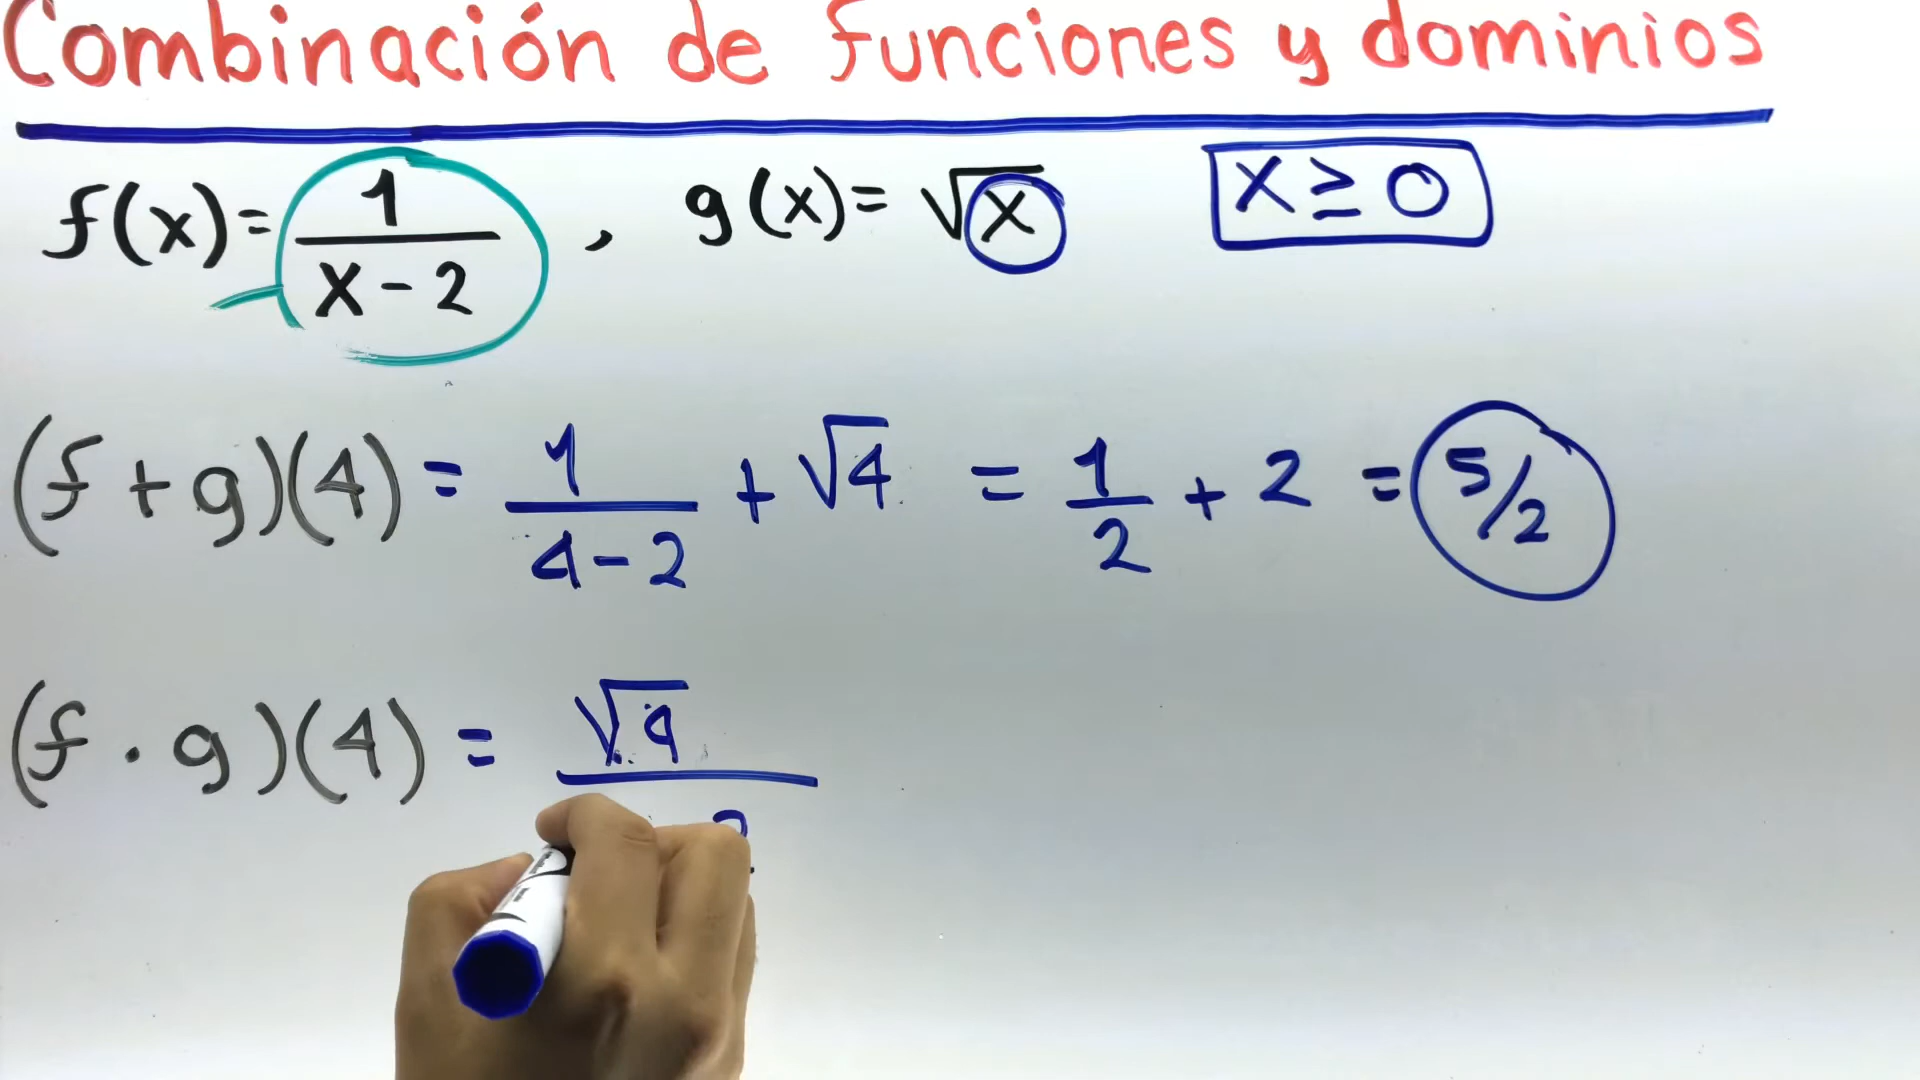 Combinación de funciones y dominios
f(x)= 1/(x-2) , g(x)= √x x ≥ 0
(f+g)(4) = 1/(4-2) + √4 = 1/2 + 2 = 5/2
(f·g)(4) = √4